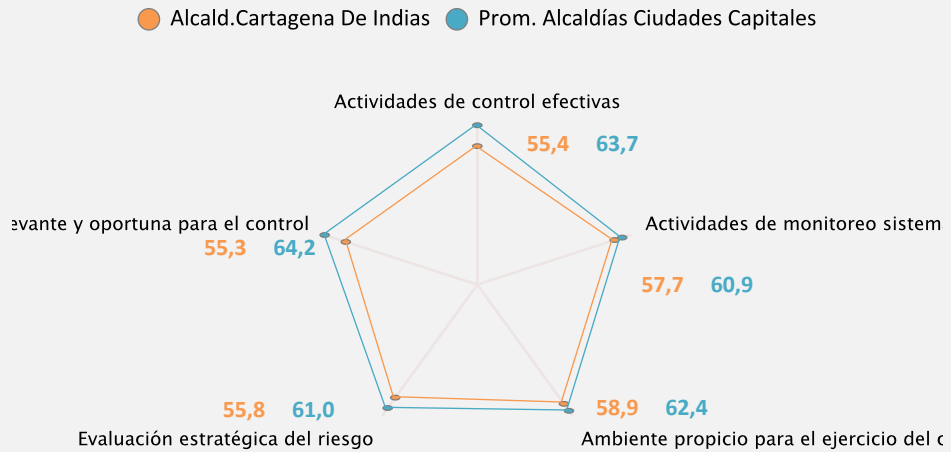 Alcald.Cartagena De Indias Prom. Alcaldías Ciudades Capitales
Actividades de control efectivas
55,4 63,7
evante y oportuna para el control
55,3 64,2
Actividades de monitoreo sistem
57,7 60,9
55,8 61,0
Evaluación estratégica del riesgo
58,9 62,4
Ambiente propicio para el ejercicio del c